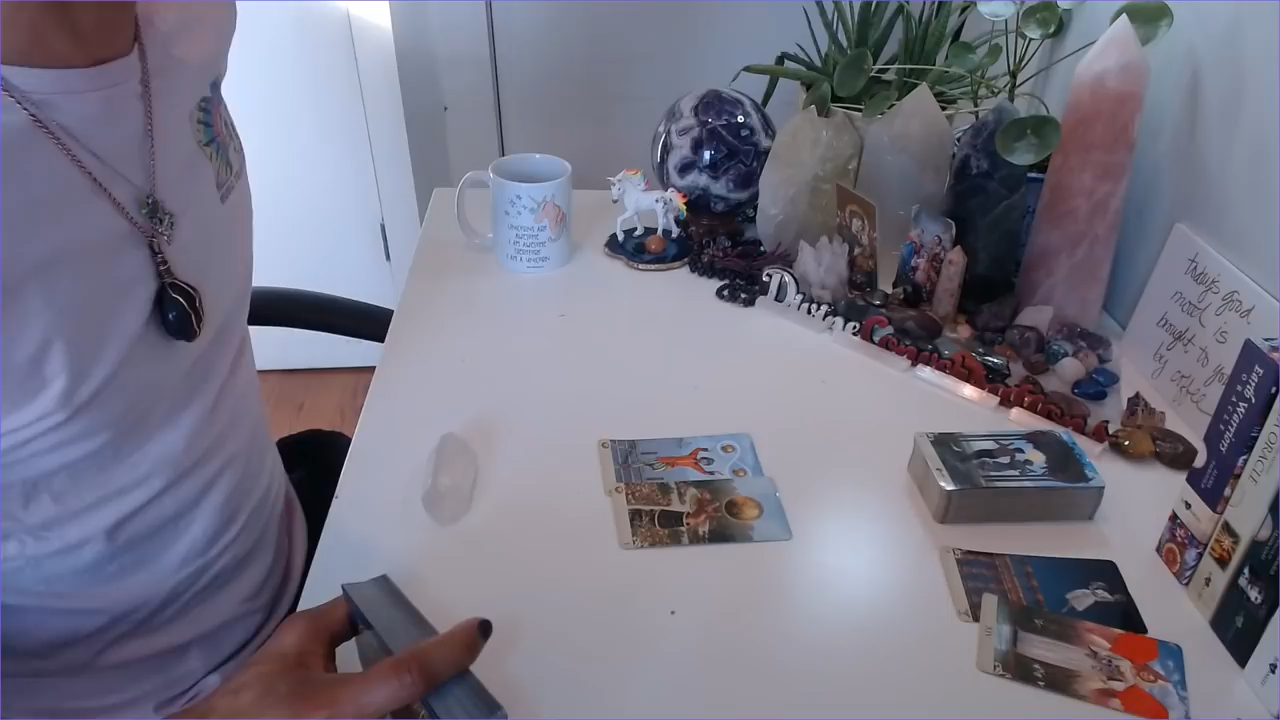 UNICORNS ARE
AWESOME
I AM AWESOME
THEREFORE
I AM A UNICORN
Divine
today's good
mood is
brought to you
by coffee
Earth Warriors
ORACLE
ORACLE